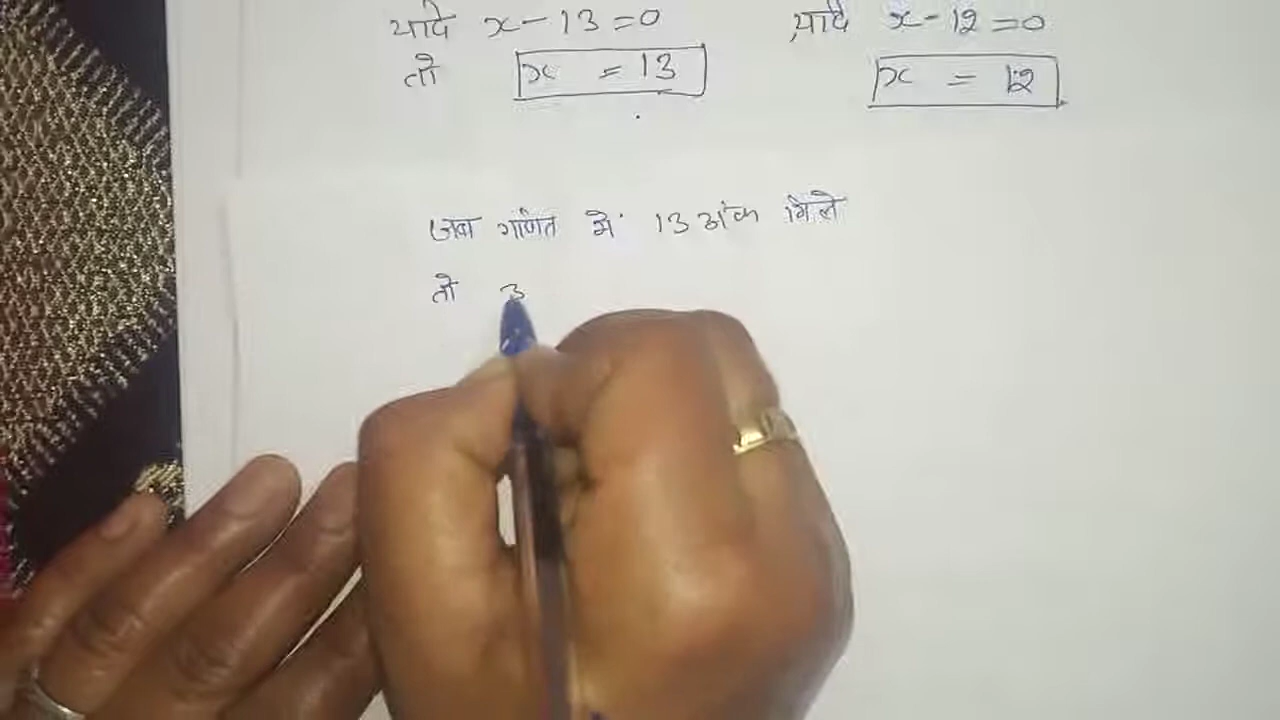 यदि x - 13 = 0 यदि x - 12 = 0
तो x = 13 x = 12
जब गणित में 13 अंक मिले
तो